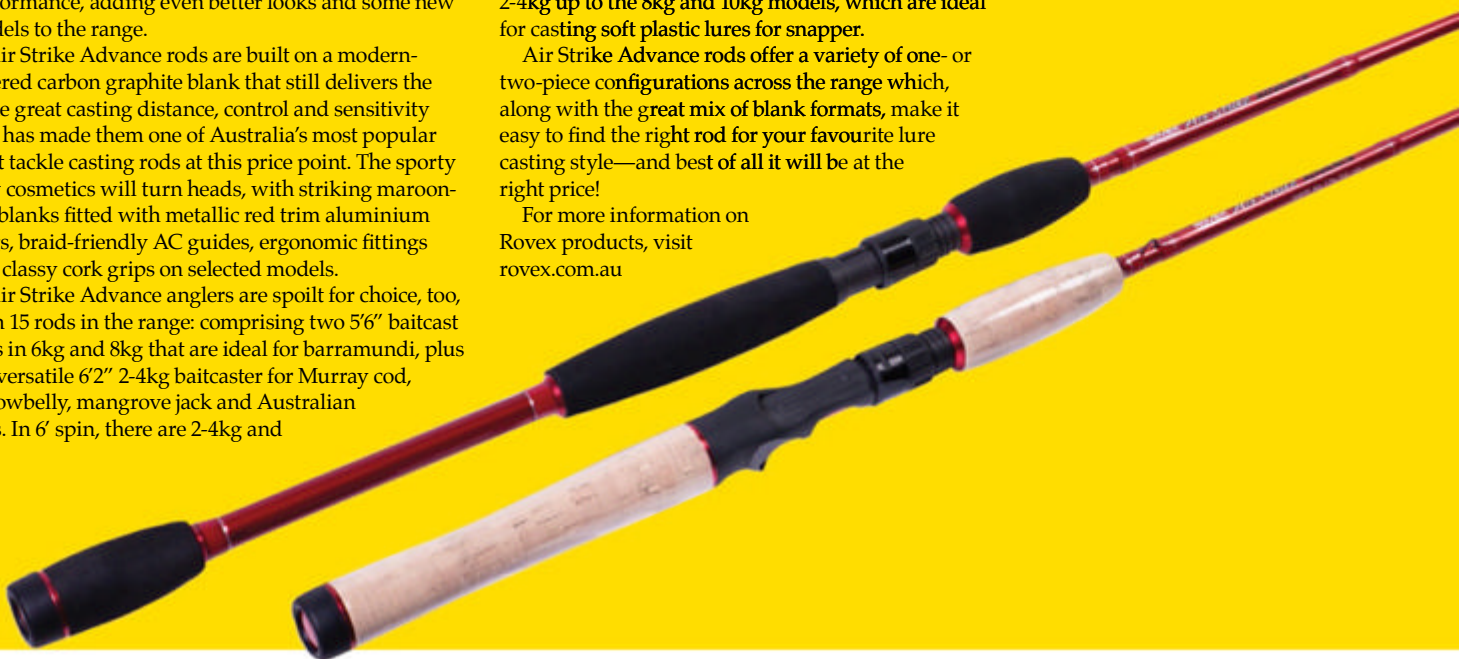 ormance, adding even better looks and some new
dels to the range.
ir Strike Advance rods are built on a modern-
ered carbon graphite blank that still delivers the
e great casting distance, control and sensitivity
has made them one of Australia's most popular
t tackle casting rods at this price point. The sporty
cosmetics will turn heads, with striking maroon-
blanks fitted with metallic red trim aluminium
s, braid-friendly AC guides, ergonomic fittings
classy cork grips on selected models.
ir Strike Advance anglers are spoilt for choice, too,
n 15 rods in the range: comprising two 5'6" baitcast
s in 6kg and 8kg that are ideal for barramundi, plus
versatile 6'2" 2-4kg baitcaster for Murray cod,
owbelly, mangrove jack and Australian
s. In 6' spin, there are 2-4kg and
2-4kg up to the 8kg and 10kg models, which are ideal
for casting soft plastic lures for snapper.
Air Strike Advance rods offer a variety of one- or
two-piece configurations across the range which,
along with the great mix of blank formats, make it
easy to find the right rod for your favourite lure
casting style—and best of all it will be at the
right price!
For more information on
Rovex products, visit
rovex.com.au